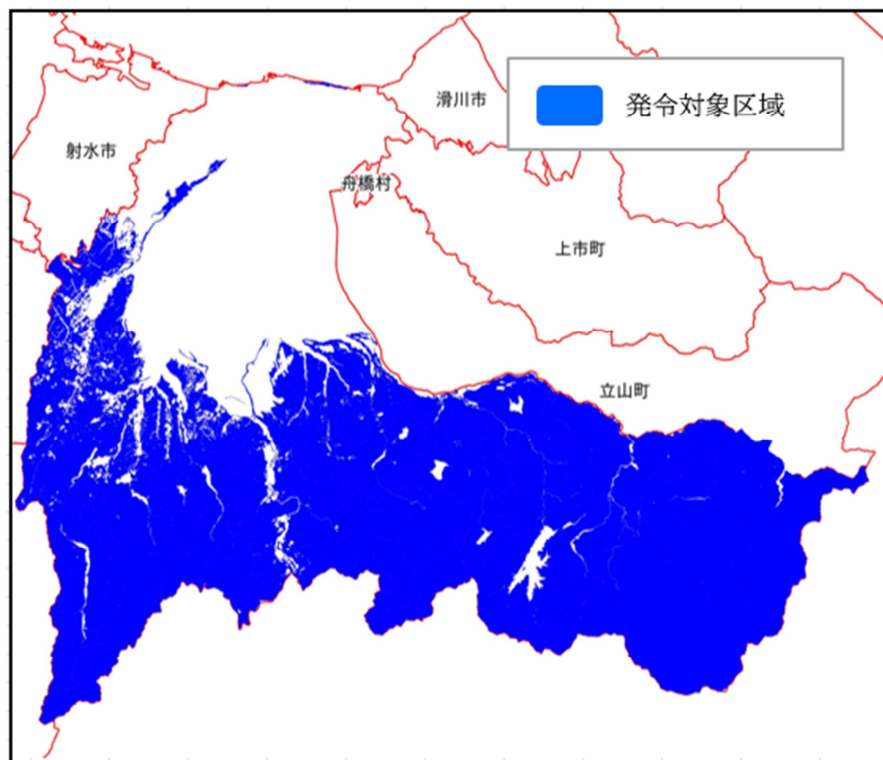 滑川市
発令対象区域
射水市
舟橋村
上市町
立山町